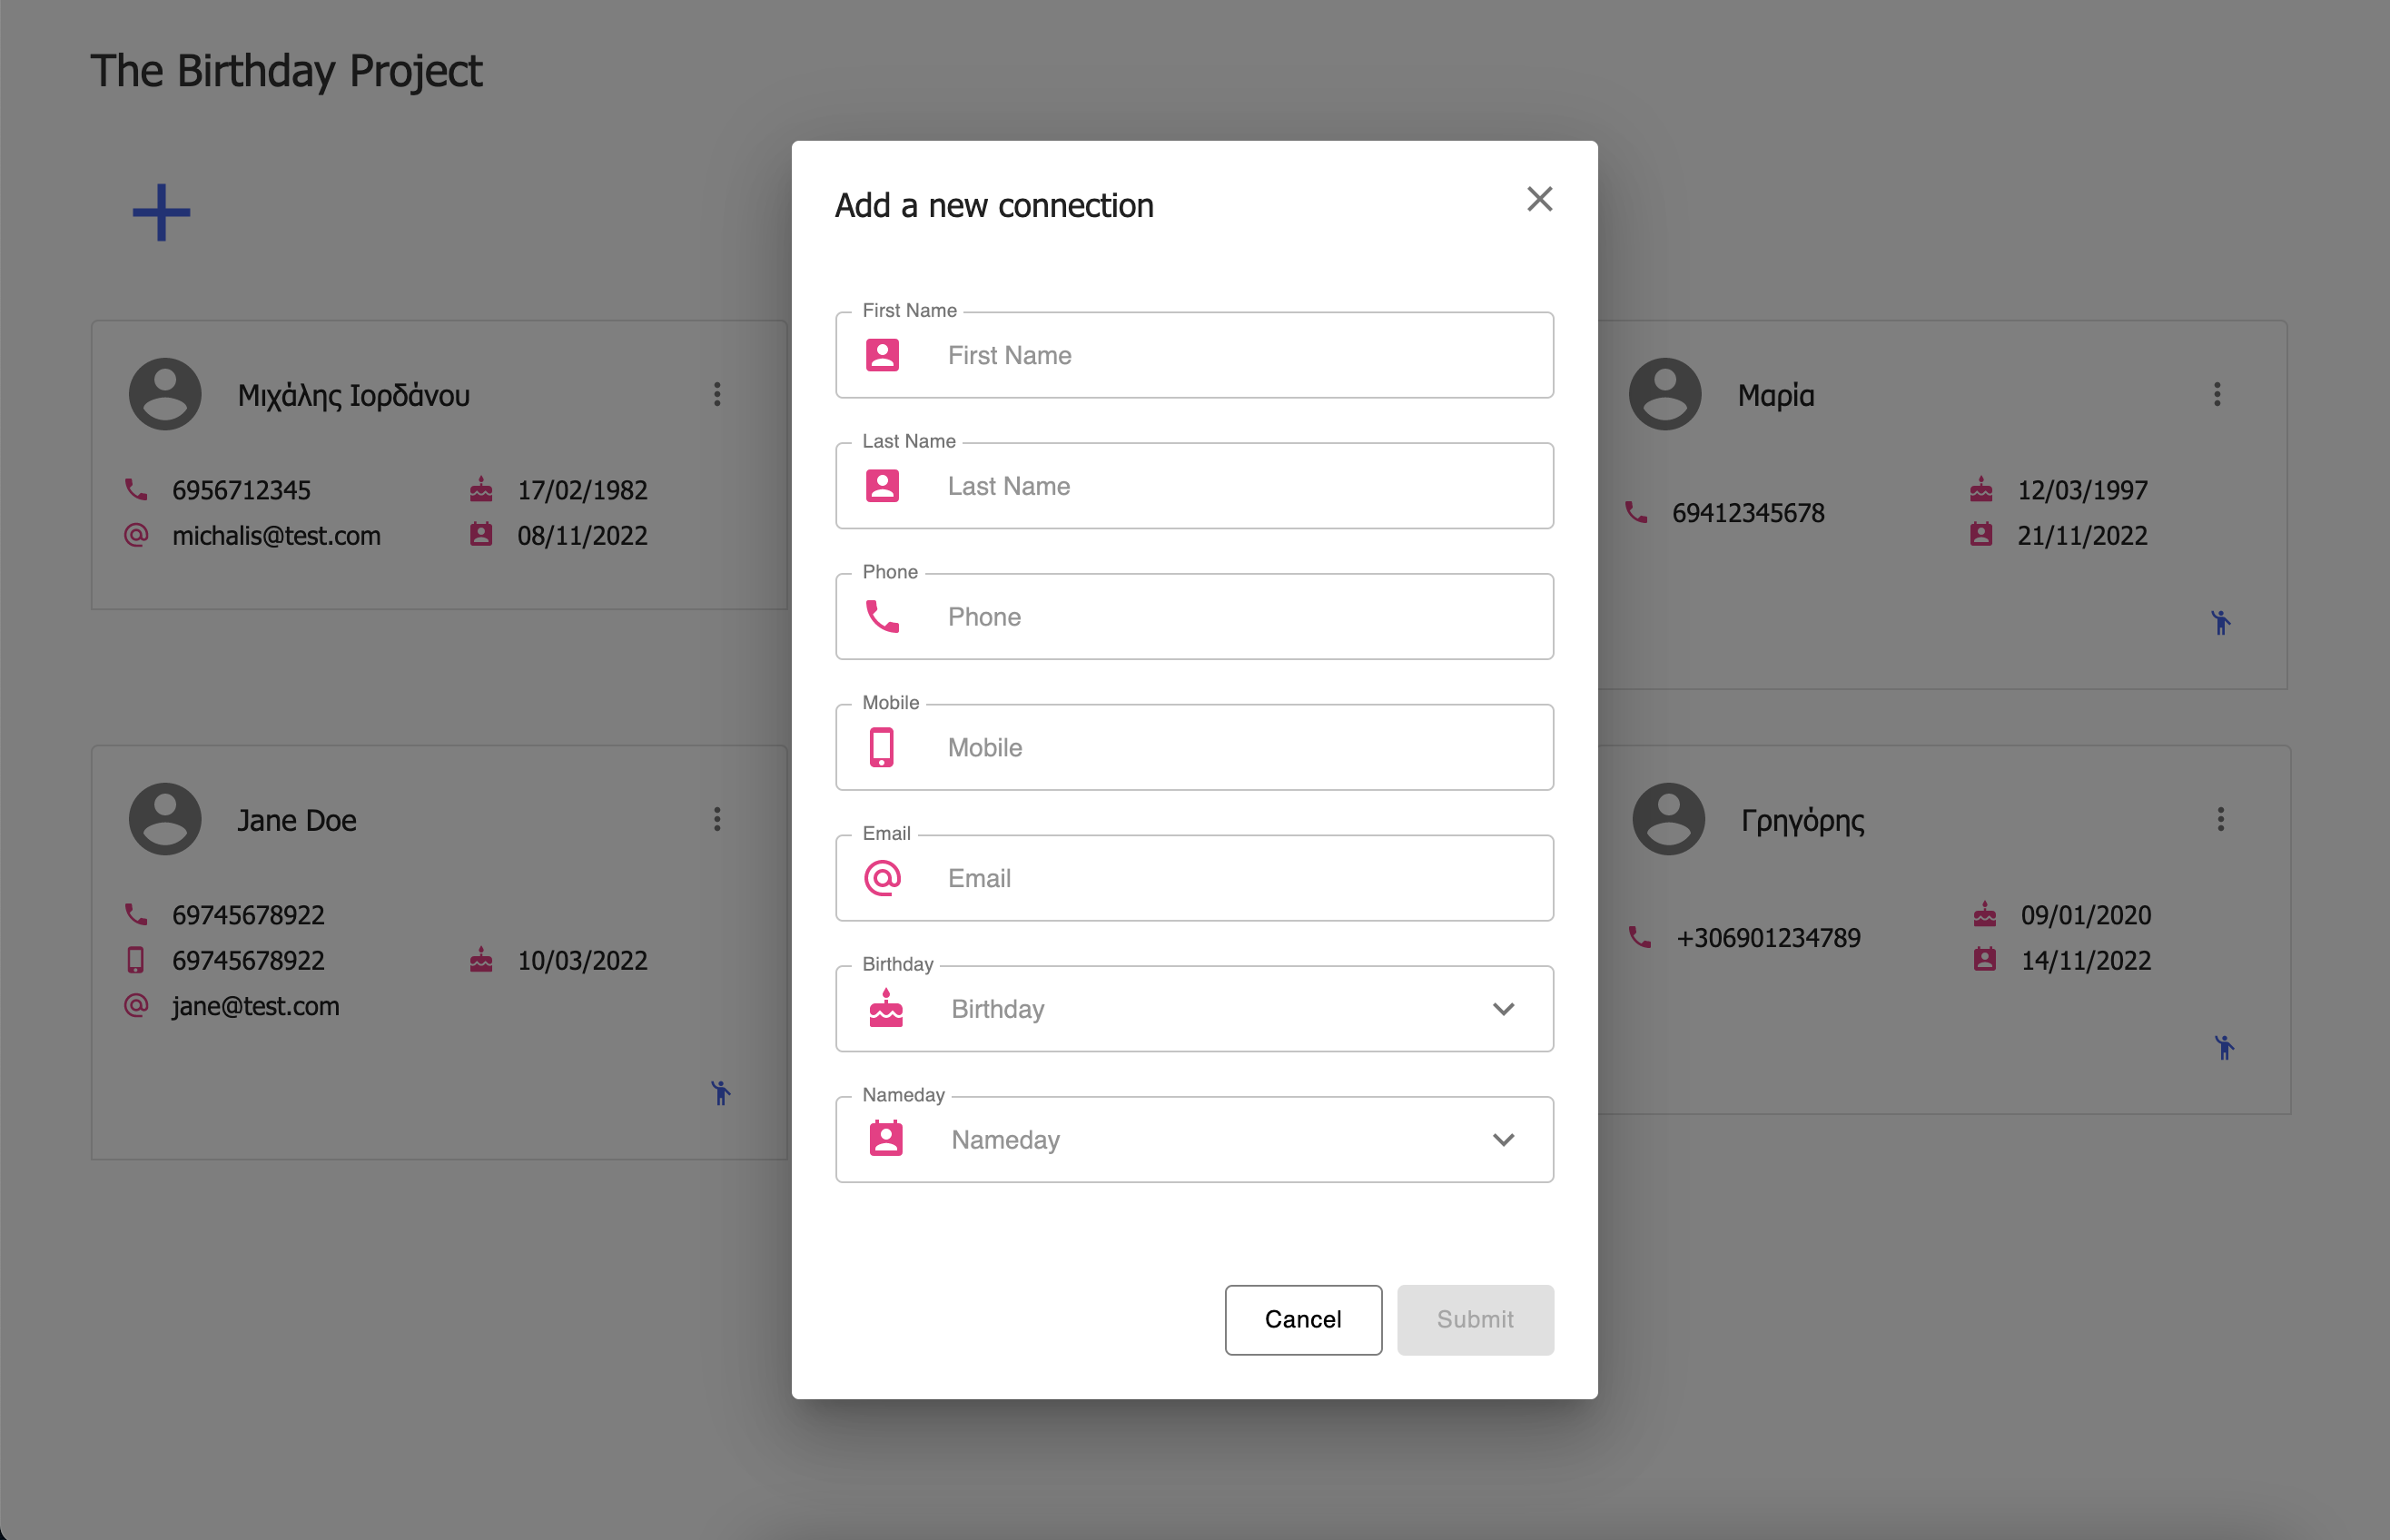 The Birthday Project
Μιχάλης Ιορδάνου
6956712345
17/02/1982
michalis@test.com
08/11/2022
Jane Doe
69745678922
69745678922
10/03/2022
jane@test.com
Add a new connection
First Name
First Name
Last Name
Last Name
Phone
Phone
Mobile
Mobile
Email
Email
Birthday
Birthday
Nameday
Nameday
Cancel
Submit
Μαρία
69412345678
12/03/1997
21/11/2022
Γρηγόρης
+306901234789
09/01/2020
14/11/2022